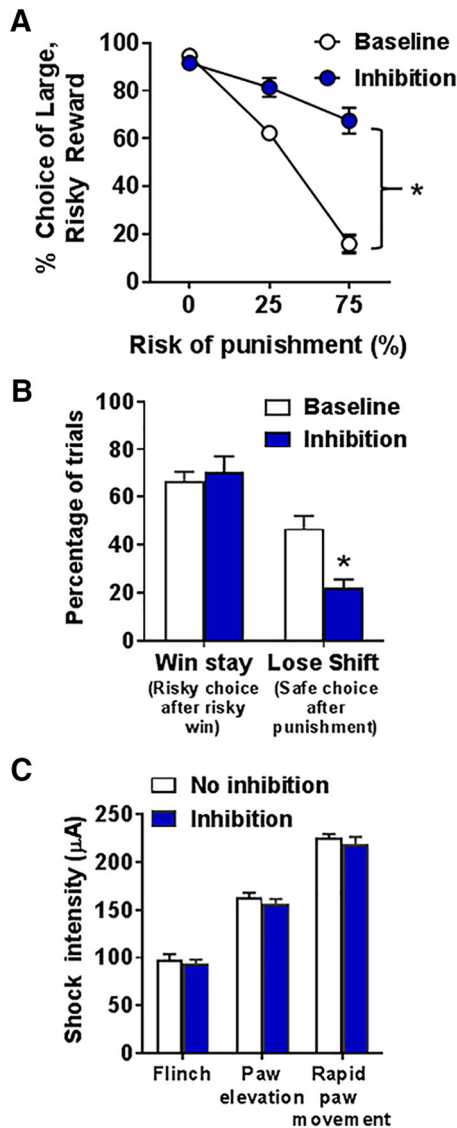 A
% Choice of Large,
Risky Reward
100
80
60
40
20
0
Baseline
Inhibition
*
0 25 75
Risk of punishment (%)
B
Percentage of trials
100
80
60
40
20
0
Baseline
Inhibition
*
Win stay Lose Shift
(Risky choice
after risky
win)
(Safe choice
after
punishment)
C
No inhibition
Inhibition
Shock intensity (μA)
250
200
150
100
50
0
Flinch
Paw
elevation
Rapid
paw
movement